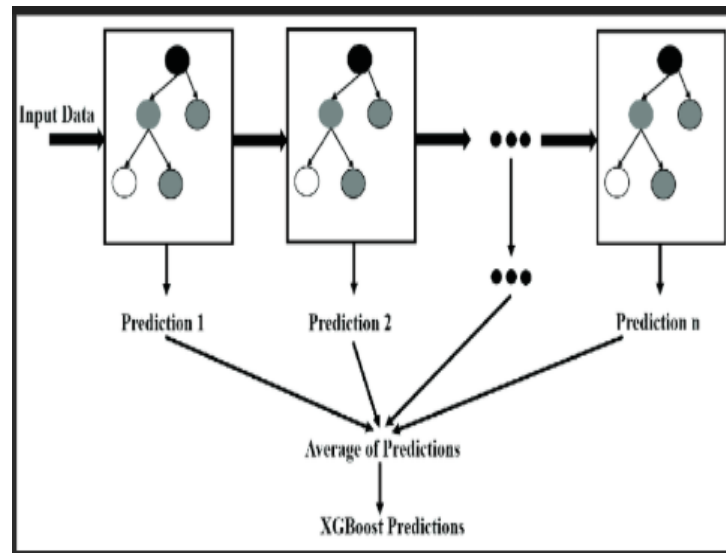 Input Data
Prediction 1
Prediction 2
Prediction n
Average of Predictions
XGBoost Predictions